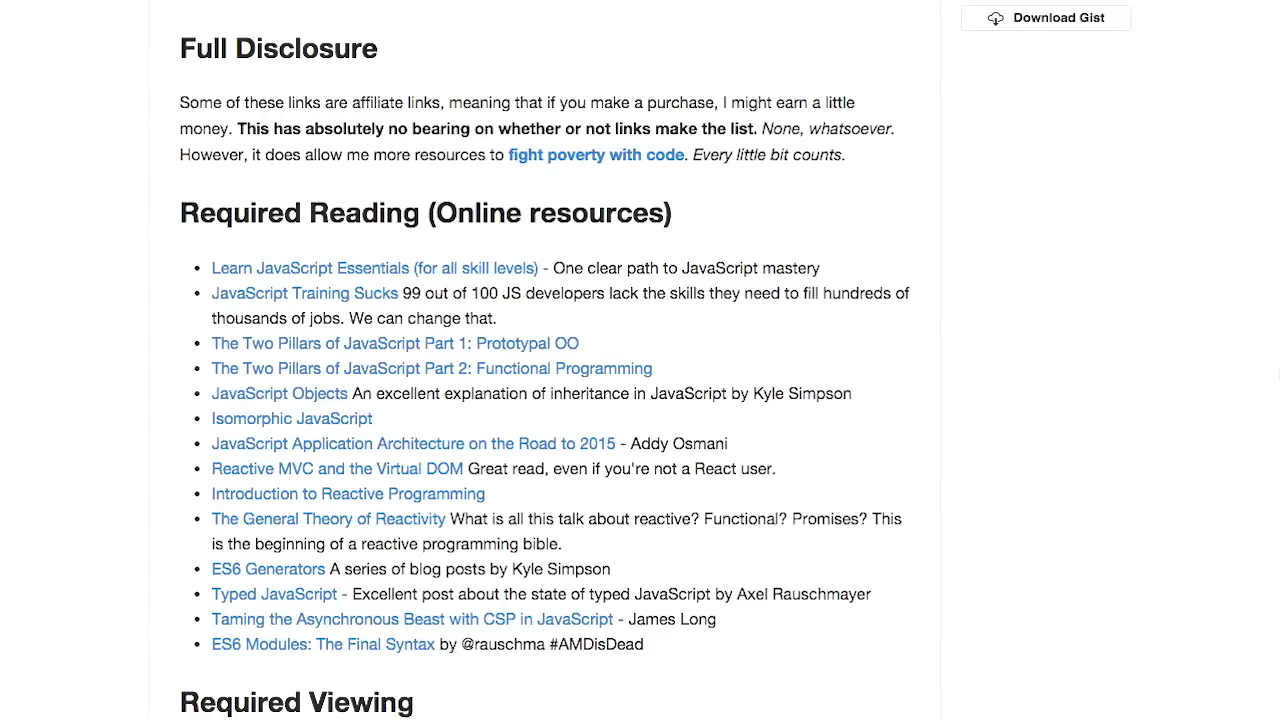 Download Gist
Full Disclosure
Some of these links are affiliate links, meaning that if you make a purchase, I might earn a little
money. This has absolutely no bearing on whether or not links make the list. None, whatsoever.
However, it does allow me more resources to fight poverty with code. Every little bit counts.
Required Reading (Online resources)
• Learn JavaScript Essentials (for all skill levels) - One clear path to JavaScript mastery
• JavaScript Training Sucks 99 out of 100 JS developers lack the skills they need to fill hundreds of
thousands of jobs. We can change that.
• The Two Pillars of JavaScript Part 1: Prototypal OO
• The Two Pillars of JavaScript Part 2: Functional Programming
• JavaScript Objects An excellent explanation of inheritance in JavaScript by Kyle Simpson
• Isomorphic JavaScript
• JavaScript Application Architecture on the Road to 2015 - Addy Osmani
• Reactive MVC and the Virtual DOM Great read, even if you're not a React user.
• Introduction to Reactive Programming
• The General Theory of Reactivity What is all this talk about reactive? Functional? Promises? This
is the beginning of a reactive programming bible.
• ES6 Generators A series of blog posts by Kyle Simpson
• Typed JavaScript - Excellent post about the state of typed JavaScript by Axel Rauschmayer
• Taming the Asynchronous Beast with CSP in JavaScript - James Long
• ES6 Modules: The Final Syntax by @rauschma #AMDisDead
Required Viewing